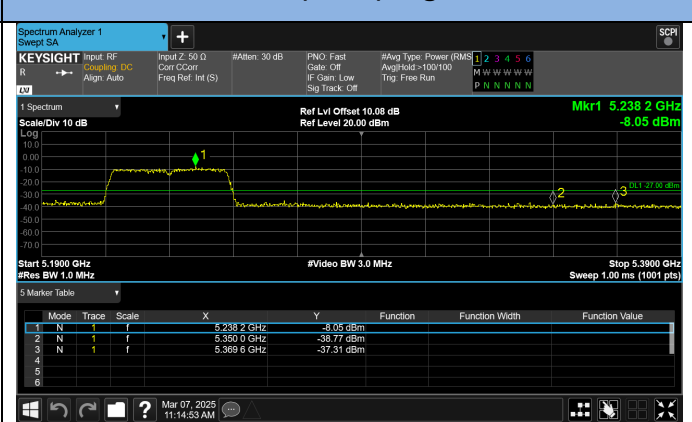 Spectrum Analyzer 1
Swept SA
+
SCPI
KEYSIGHT Input: RF Input Z: 50 Ω #Atten: 30 dB PNO: Fast #Avg Type: Power (RMS) 1 2 3 4 5 6
R Coupling: DC Corr CCorr Gate: Off Avg|Hold:>100/100 M W W W W W
Align: Auto Freq Ref: Int (S) IF Gain: Low Trig: Free Run P N N N N N
LXI Sig Track: Off
1 Spectrum Ref Lvl Offset 10.08 dB Mkr1 5.238 2 GHz
Scale/Div 10 dB Ref Level 20.00 dBm -8.05 dBm
Log
10.0
0.00
-10.0
-20.0
-30.0
-40.0
-50.0
-60.0
-70.0
1
2
3
DL1 -27.00 dBm
Start 5.1900 GHz #Video BW 3.0 MHz Stop 5.3900 GHz
#Res BW 1.0 MHz Sweep 1.00 ms (1001 pts)
5 Marker Table
Mode Trace Scale X Y Function Function Width Function Value
1 N 1 f 5.238 2 GHz -8.05 dBm
2 N 1 f 5.350 0 GHz -38.77 dBm
3 N 1 f 5.369 6 GHz -37.31 dBm
4
5
6
? Mar 07, 2025
11:14:53 AM